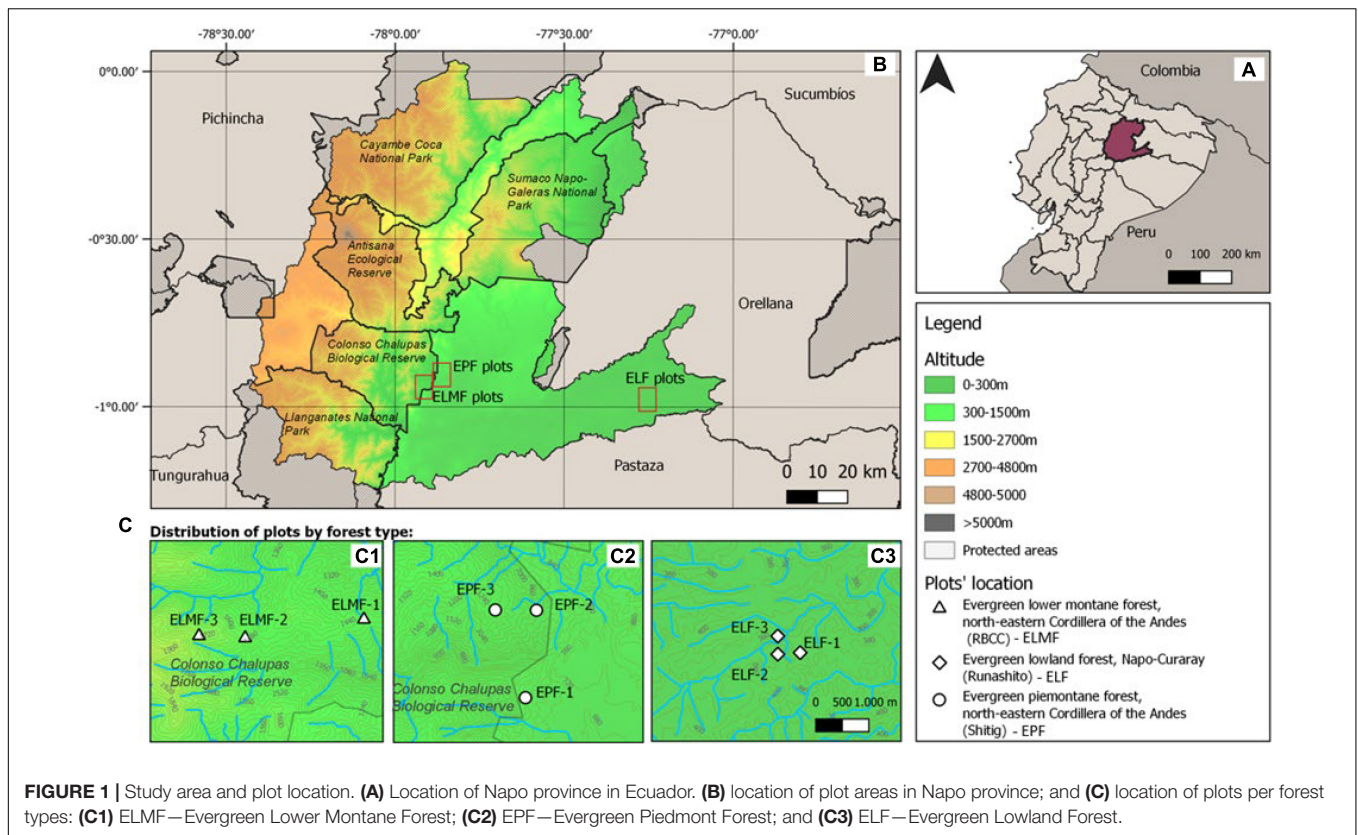 -78°30.00′ -78°0.00′ -77°30.00′ -77°0.00′
0°0.00′
-0°30.00′
-1°0.00′
B
Pichincha
Sucumbíos
Cayambe Coca
National Park
Sumaco Napo-
Galeras National
Park
Antisana
Ecological
Reserve
Orellana
Colonso Chalupas
Biological Reserve
EPF plots
ELMF plots
ELF plots
Llanganates National
Park
Tungurahua
Pastaza
0 10 20 km
A
Colombia
Peru
0 100 200 km
Legend
Altitude
0-300m
300-1500m
1500-2700m
2700-4800m
4800-5000
>5000m
Protected areas
Plots' location
Evergreen lower montane forest,
north-eastern Cordillera of the Andes
(RBCC) - ELMF
Evergreen lowland forest, Napo-Curaray
(Runashito) - ELF
Evergreen piemontane forest,
north-eastern Cordillera of the Andes
(Shitig) - EPF
C
Distribution of plots by forest type:
C1
ELMF-1
ELMF-3
ELMF-2
Colonso Chalupas
Biological Reserve
C2
EPF-3
EPF-2
Colonso Chalupas
Biological Reserve
EPF-1
C3
ELF-3
ELF-1
ELF-2
0 500 1.000 m
FIGURE 1 | Study area and plot location. (A) Location of Napo province in Ecuador. (B) location of plot areas in Napo province; and (C) location of plots per forest
types: (C1) ELMF—Evergreen Lower Montane Forest; (C2) EPF—Evergreen Piedmont Forest; and (C3) ELF—Evergreen Lowland Forest.